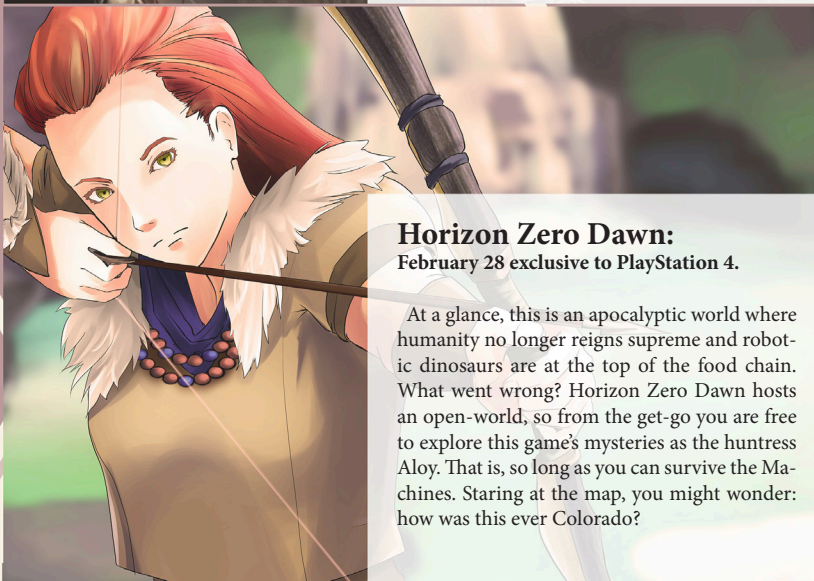 Horizon Zero Dawn:
February 28 exclusive to PlayStation 4.
At a glance, this is an apocalyptic world where
humanity no longer reigns supreme and robot-
ic dinosaurs are at the top of the food chain.
What went wrong? Horizon Zero Dawn hosts
an open-world, so from the get-go you are free
to explore this game's mysteries as the huntress
Aloy. That is, so long as you can survive the Ma-
chines. Staring at the map, you might wonder:
how was this ever Colorado?